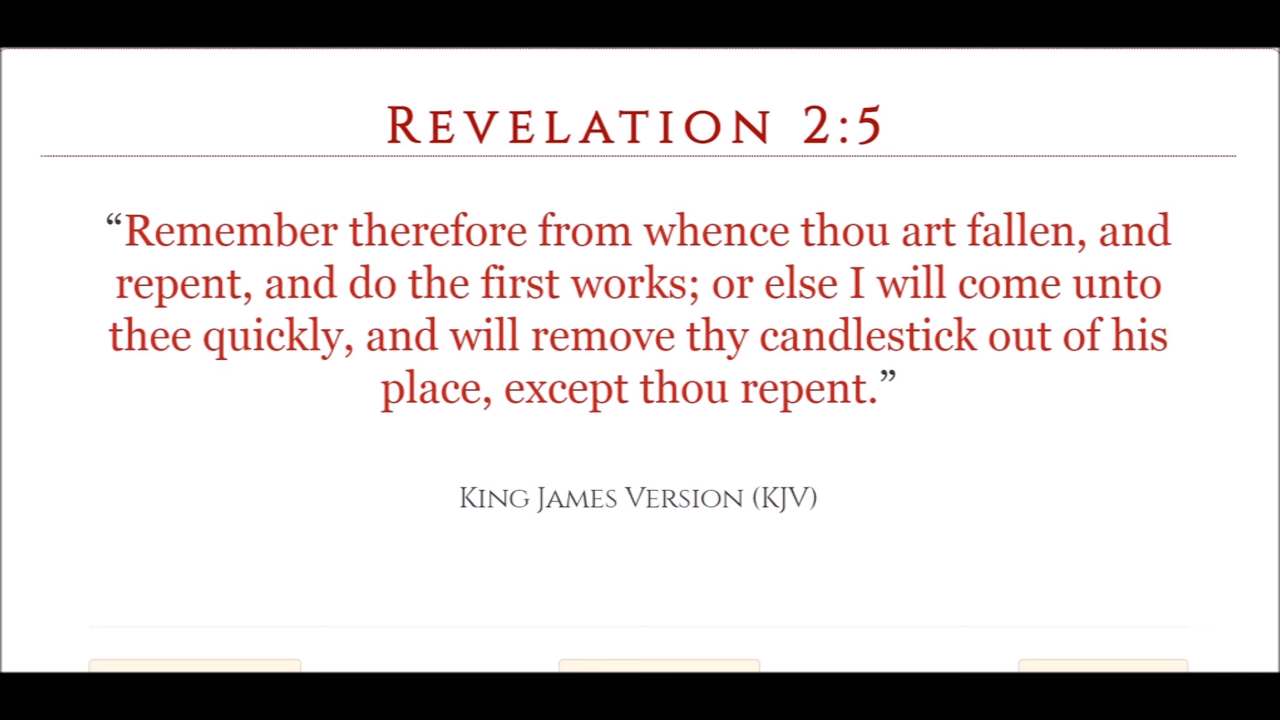 Revelation 2:5
“Remember therefore from whence thou art fallen, and
repent, and do the first works; or else I will come unto
thee quickly, and will remove thy candlestick out of his
place, except thou repent.”
King James Version (KJV)